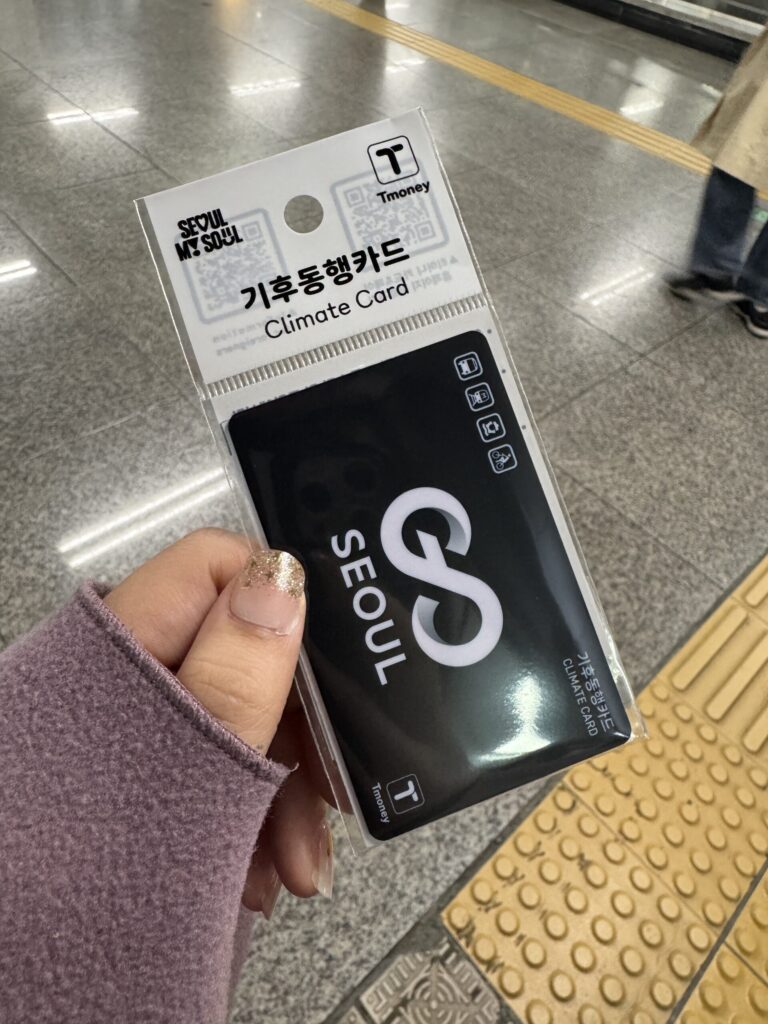 SEOUL
MY SOUL
Tmoney
기후동행카드
Climate Card
GO
SEOUL
기후동행카드
CLIMATE CARD
Tmoney